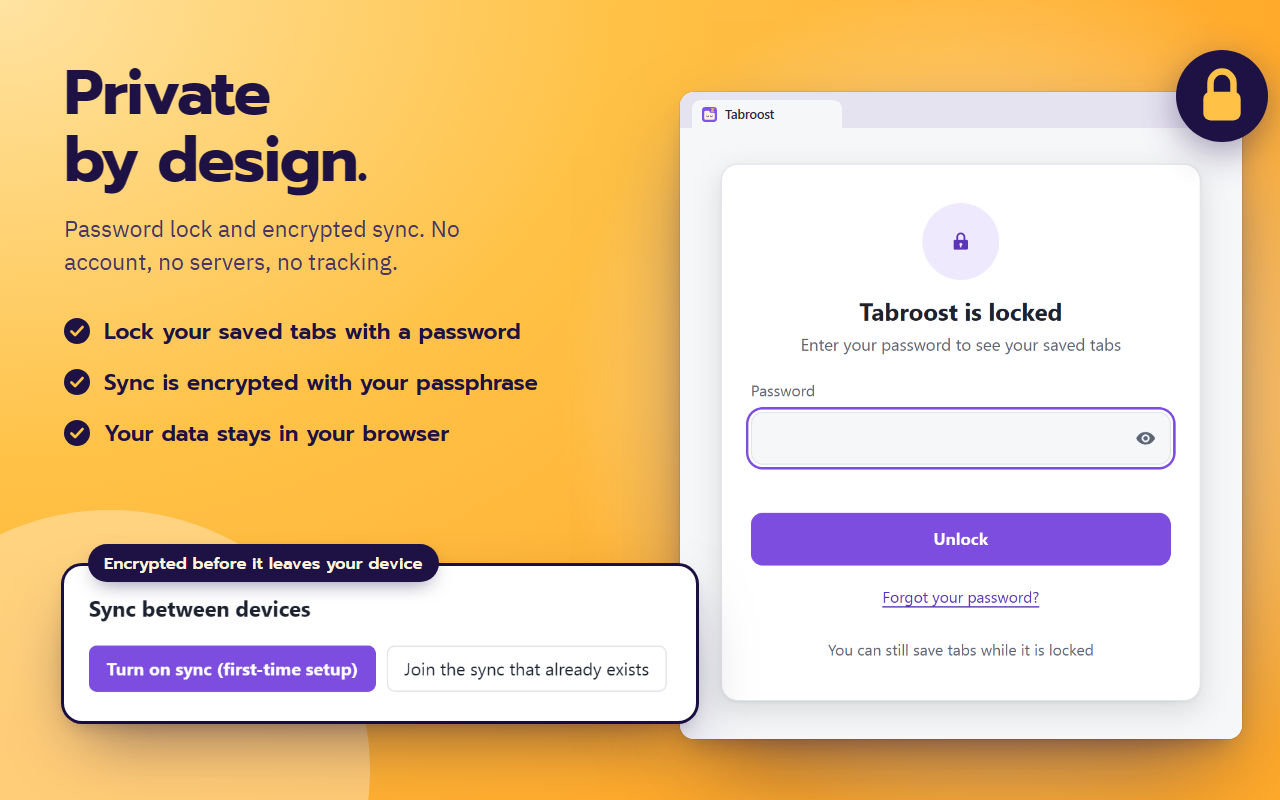 Private
by design.
Password lock and encrypted sync. No
account, no servers, no tracking.
Lock your saved tabs with a password
Sync is encrypted with your passphrase
Your data stays in your browser
Encrypted before it leaves your device
Sync between devices
Turn on sync (first-time setup)
Join the sync that already exists
Tabroost
Tabroost is locked
Enter your password to see your saved tabs
Password
Unlock
Forgot your password?
You can still save tabs while it is locked